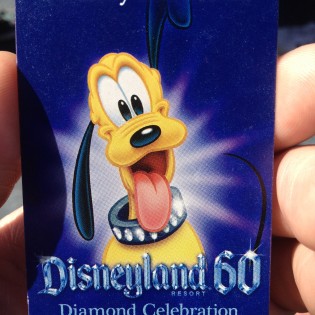 Disneyland 60
RESORT
Diamond Celebration